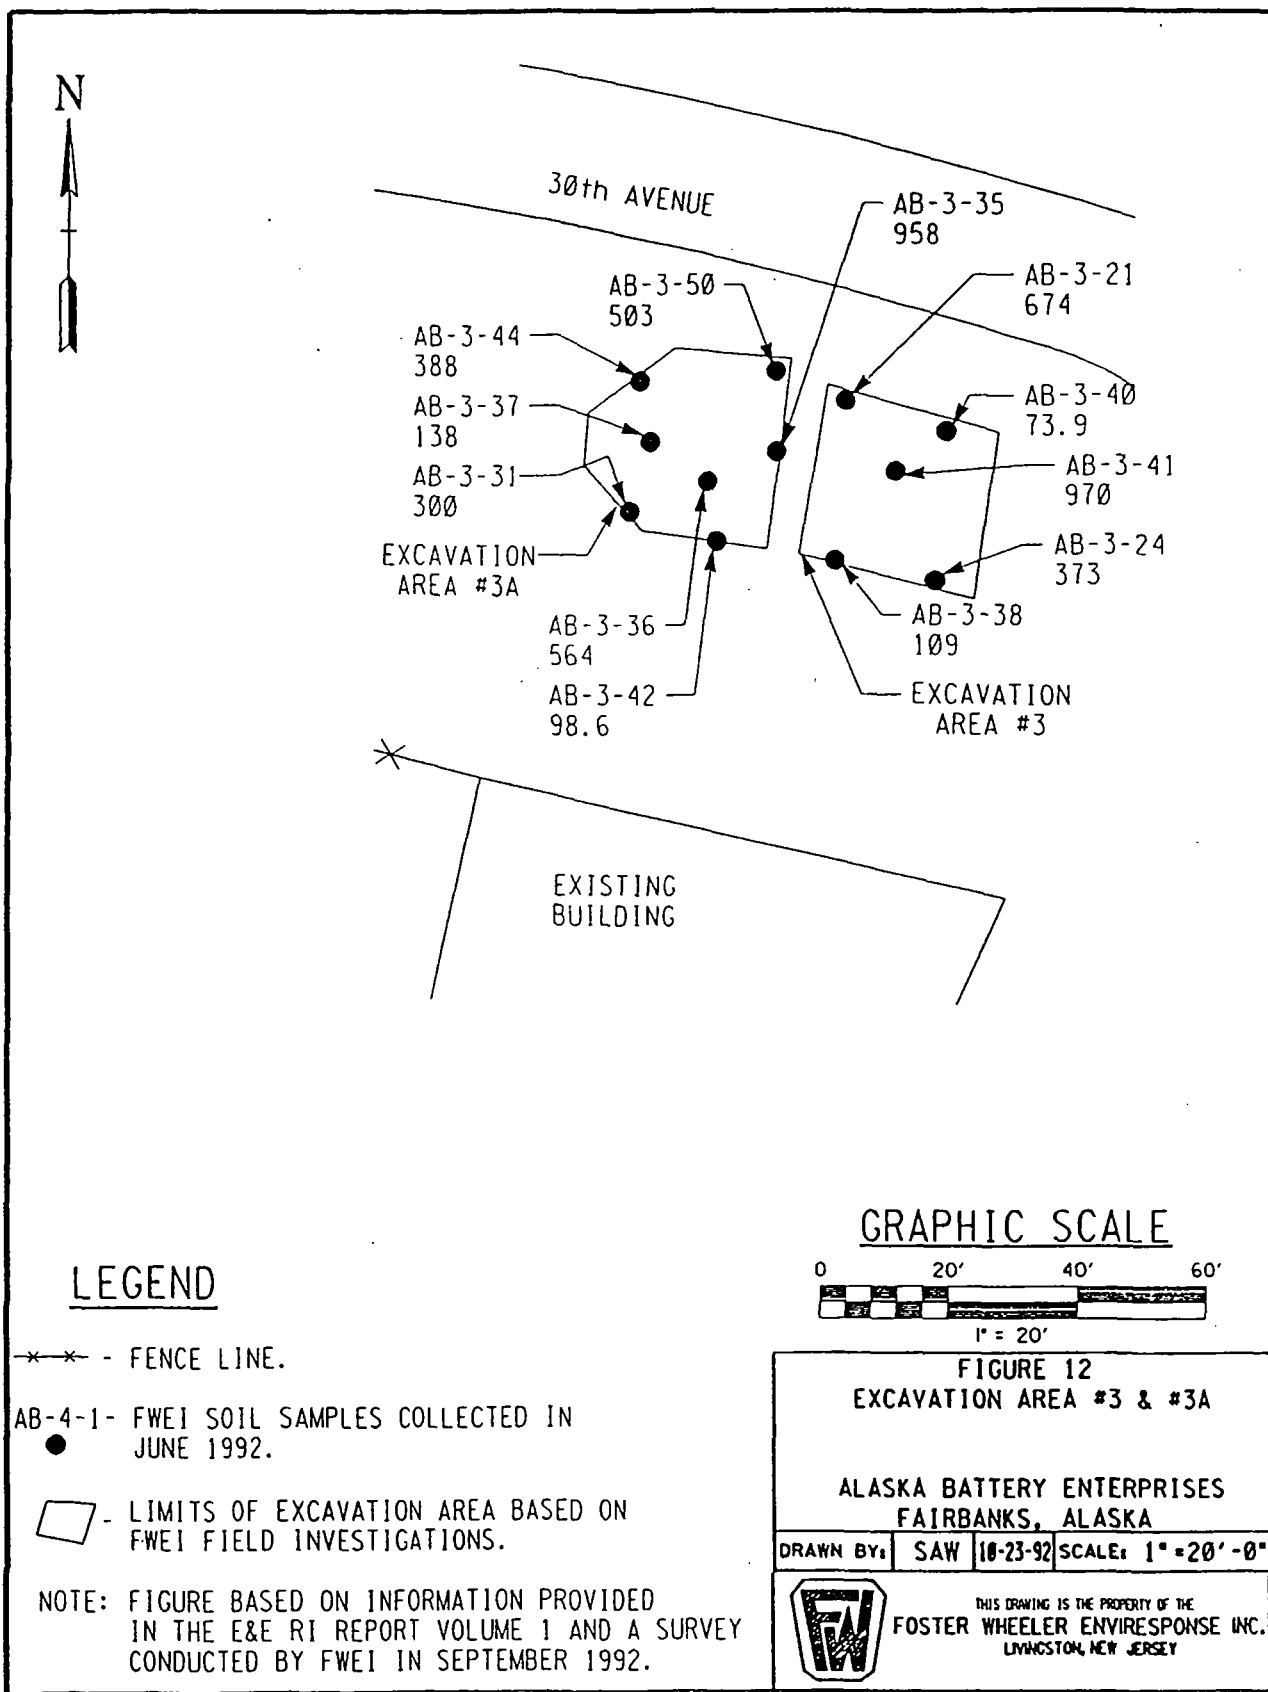 N
30th AVENUE
AB-3-35
958
AB-3-50
503
AB-3-21
674
AB-3-44
388
AB-3-37
138
AB-3-31
300
AB-3-40
73.9
AB-3-41
970
AB-3-24
373
EXCAVATION
AREA #3A
AB-3-36
564
AB-3-42
98.6
AB-3-38
109
EXCAVATION
AREA #3
EXISTING
BUILDING
GRAPHIC SCALE
0 20' 40' 60'
1" = 20'
LEGEND
- FENCE LINE.
AB-4-1- FWEI SOIL SAMPLES COLLECTED IN
JUNE 1992.
- LIMITS OF EXCAVATION AREA BASED ON
FWEI FIELD INVESTIGATIONS.
NOTE: FIGURE BASED ON INFORMATION PROVIDED
IN THE E&E RI REPORT VOLUME 1 AND A SURVEY
CONDUCTED BY FWEI IN SEPTEMBER 1992.
FIGURE 12
EXCAVATION AREA #3 & #3A
ALASKA BATTERY ENTERPRISES
FAIRBANKS, ALASKA
DRAWN BY: SAW 10-23-92 SCALE: 1"=20'-0"
FW
THIS DRAWING IS THE PROPERTY OF THE
FOSTER WHEELER ENVIRESPONSE INC.
LIVINGSTON, NEW JERSEY